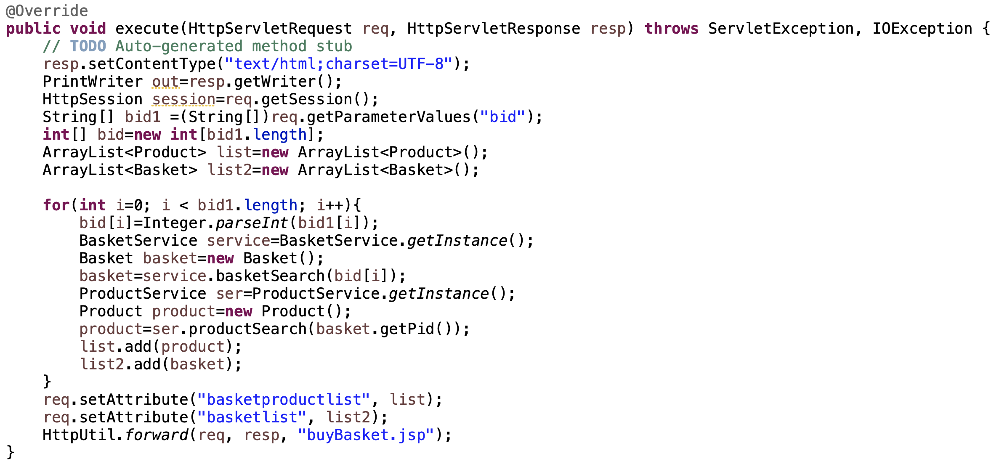 @Override
public void execute(HttpServletRequest req, HttpServletResponse resp) throws ServletException, IOException {
    // TODO Auto-generated method stub
    resp.setContentType("text/html;charset=UTF-8");
    PrintWriter out=resp.getWriter();
    HttpSession session=req.getSession();
    String[] bid1 =(String[])req.getParameterValues("bid");
    int[] bid=new int[bid1.length];
    ArrayList<Product> list=new ArrayList<Product>();
    ArrayList<Basket> list2=new ArrayList<Basket>();

    for(int i=0; i < bid1.length; i++){
        bid[i]=Integer.parseInt(bid1[i]);
        BasketService service=BasketService.getInstance();
        Basket basket=new Basket();
        basket=service.basketSearch(bid[i]);
        ProductService ser=ProductService.getInstance();
        Product product=new Product();
        product=ser.productSearch(basket.getPid());
        list.add(product);
        list2.add(basket);
    }
    req.setAttribute("basketproductlist", list);
    req.setAttribute("basketlist", list2);
    HttpUtil.forward(req, resp, "buyBasket.jsp");
}